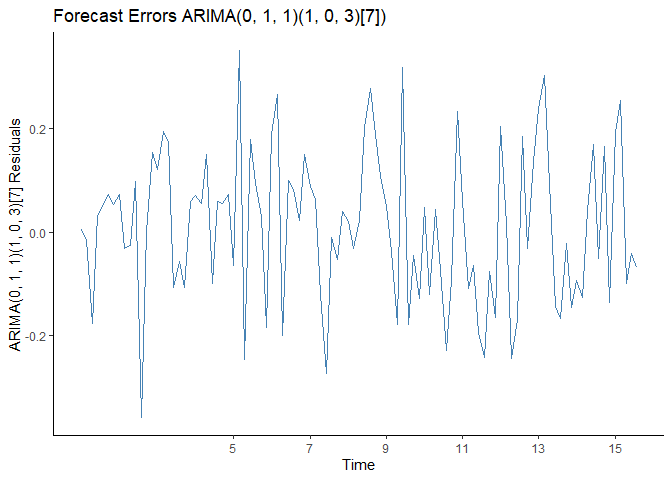 Forecast Errors ARIMA(0, 1, 1)(1, 0, 3)[7])
ARIMA(0, 1, 1)(1, 0, 3)[7] Residuals
0.2
0.0
-0.2
5 7 9 11 13 15
Time